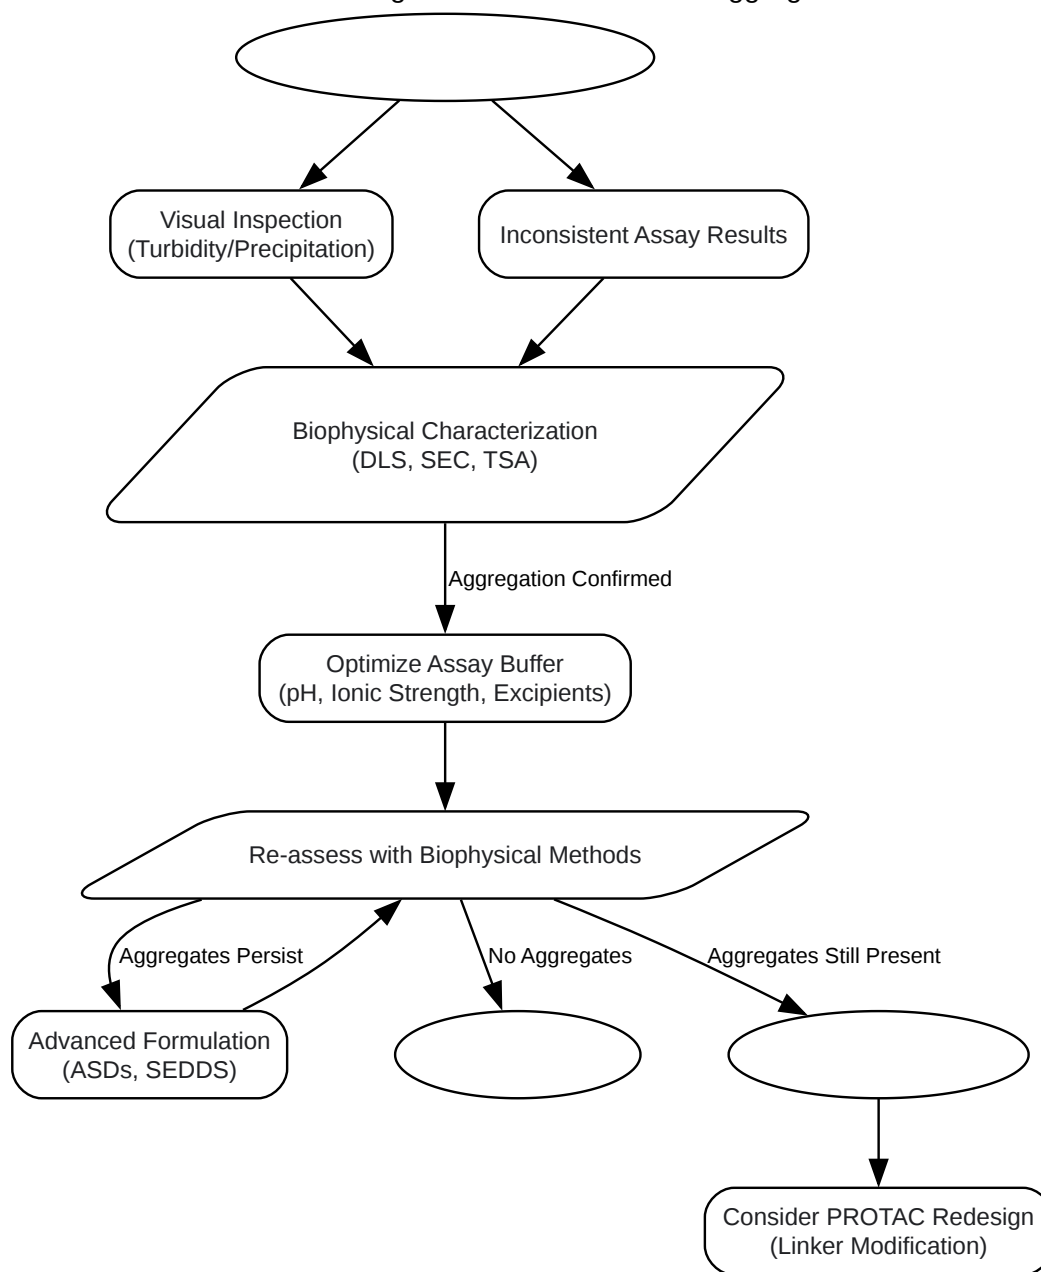 Visual Inspection
(Turbidity/Precipitation)
Inconsistent Assay Results
Biophysical Characterization
(DLS, SEC, TSA)
Aggregation Confirmed
Optimize Assay Buffer
(pH, Ionic Strength, Excipients)
Re-assess with Biophysical Methods
Aggregates Persist
No Aggregates
Aggregates Still Present
Advanced Formulation
(ASDs, SEDDS)
Consider PROTAC Redesign
(Linker Modification)